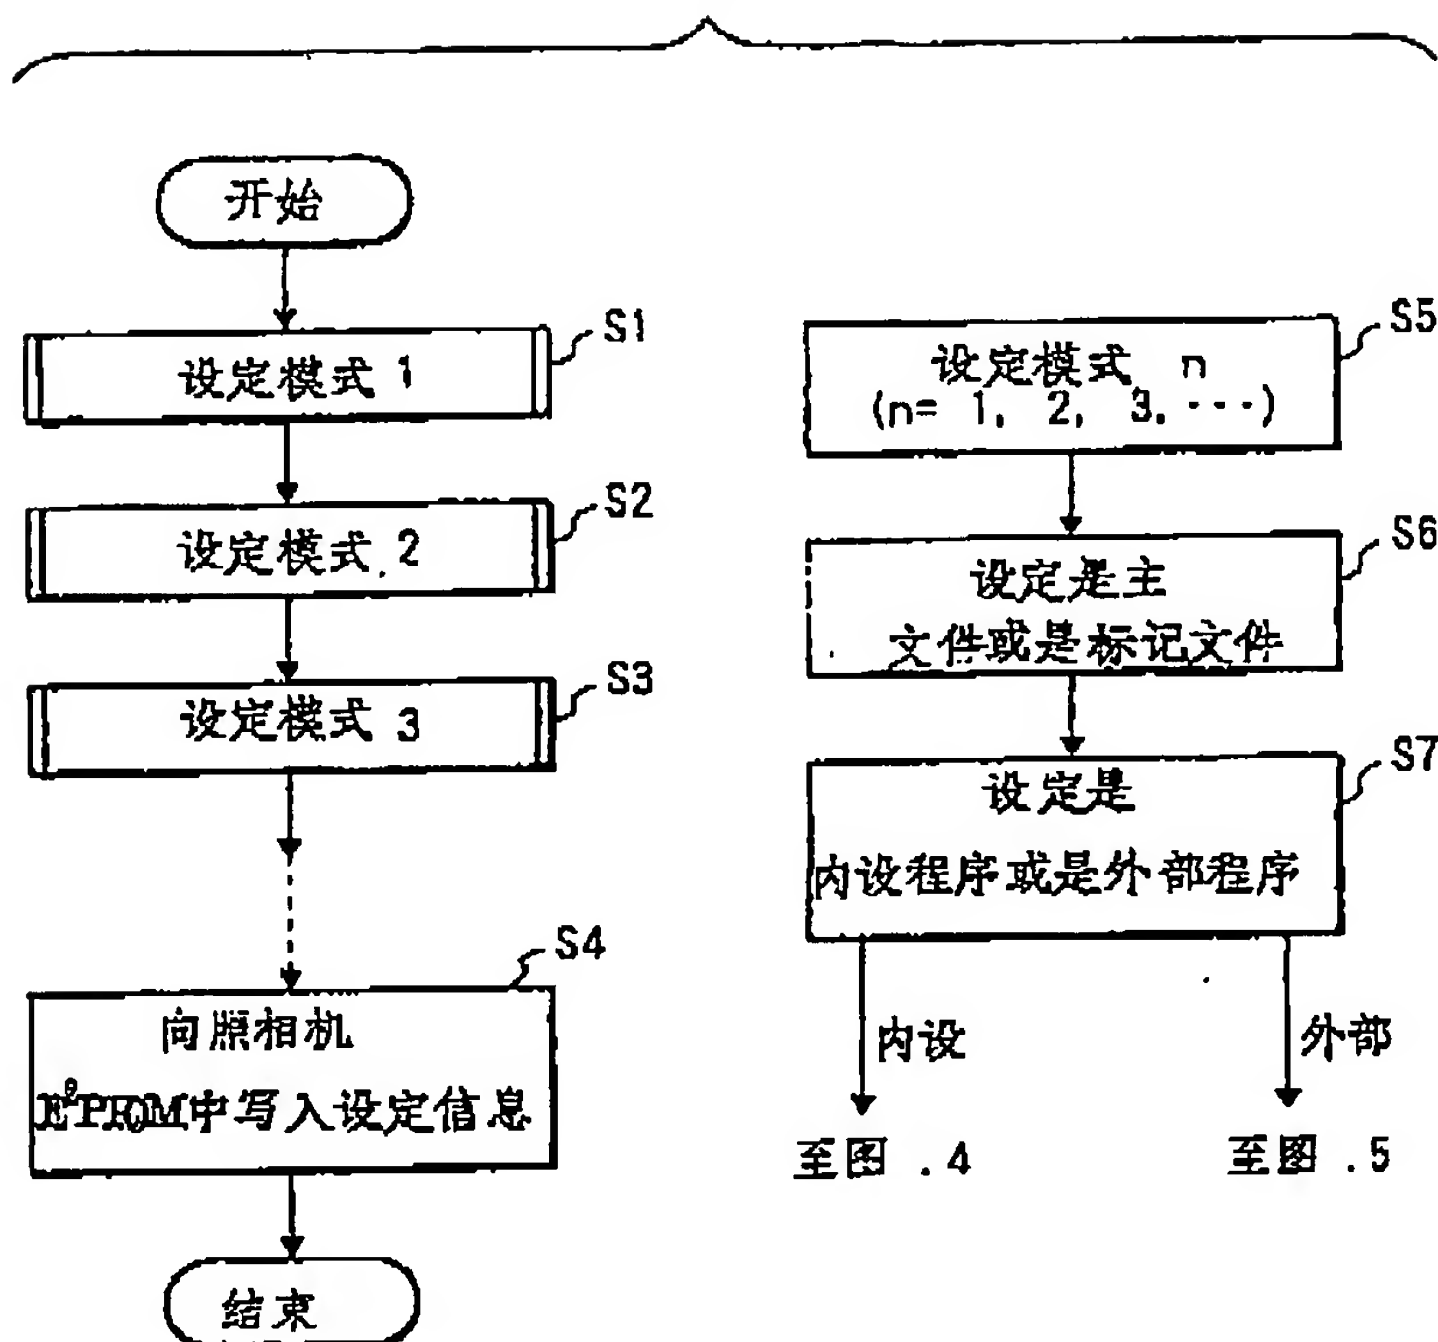 开始
S1
设定模式 1
S2
设定模式 2
S3
设定模式 3
S4
向照相机
E²PROM中写入设定信息
结束
S5
设定模式 n
(n= 1, 2, 3. ···)
S6
设定是主
文件或是标记文件
S7
设定是
内设程序或是外部程序
内设
外部
至图 .4
至图 .5